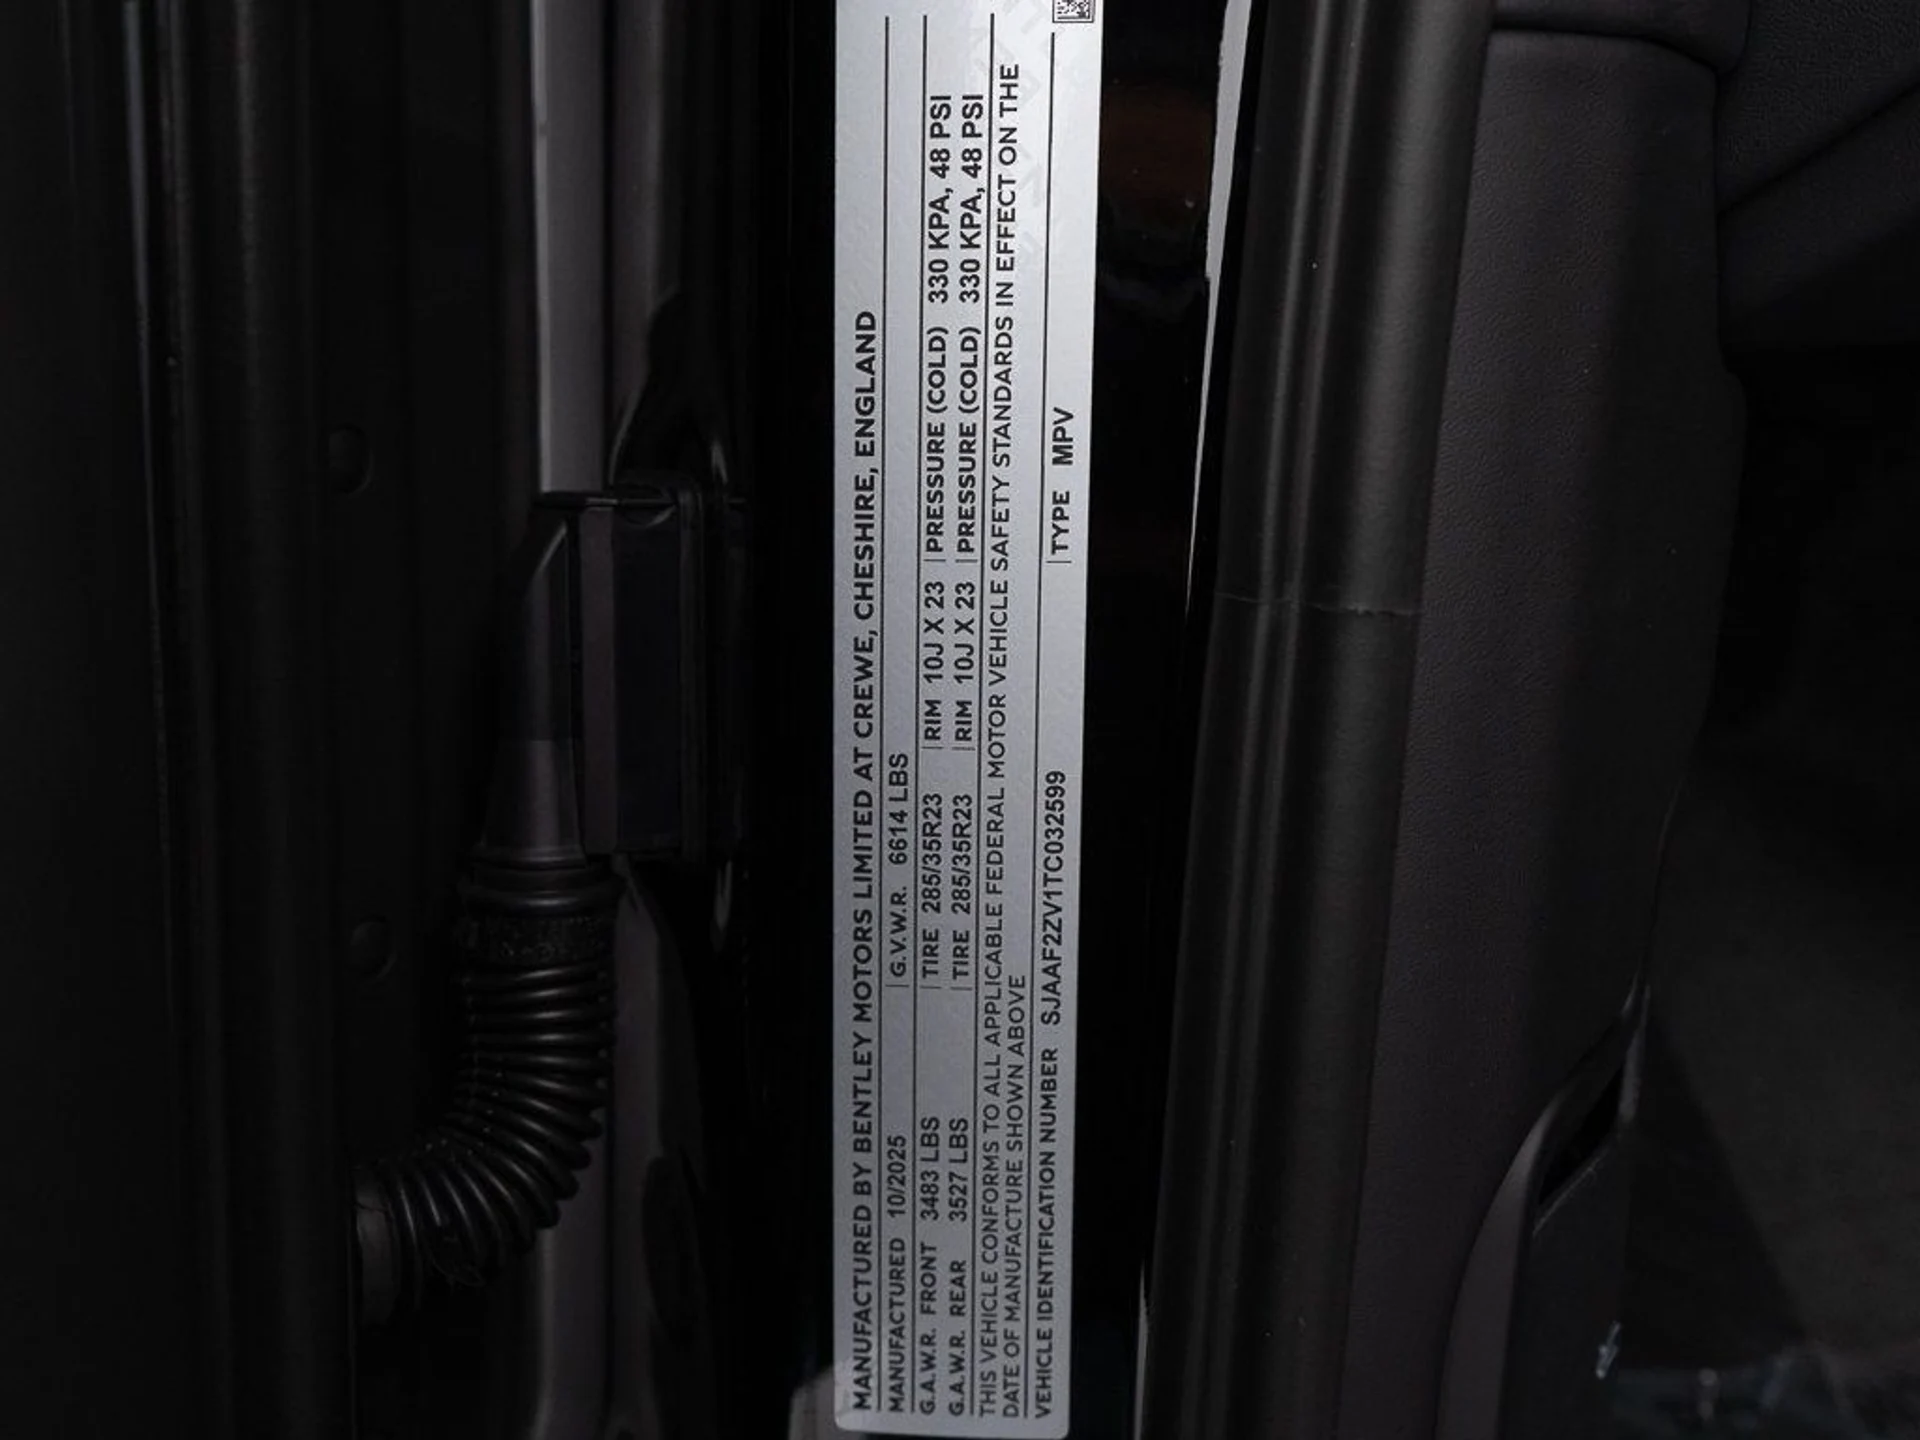 MANUFACTURED BY BENTLEY MOTORS LIMITED AT CREWE, CHESHIRE, ENGLAND
MANUFACTURED 10/2025 G.V.W.R. 6614 LBS
G.A.W.R. FRONT 3483 LBS TIRE 285/35R23 RIM 10J X 23 PRESSURE (COLD) 330 KPA, 48 PSI
G.A.W.R. REAR 3527 LBS TIRE 285/35R23 RIM 10J X 23 PRESSURE (COLD) 330 KPA, 48 PSI
THIS VEHICLE CONFORMS TO ALL APPLICABLE FEDERAL MOTOR VEHICLE SAFETY STANDARDS IN EFFECT ON THE
DATE OF MANUFACTURE SHOWN ABOVE
VEHICLE IDENTIFICATION NUMBER SJAAF2ZV1TC032599 TYPE MPV